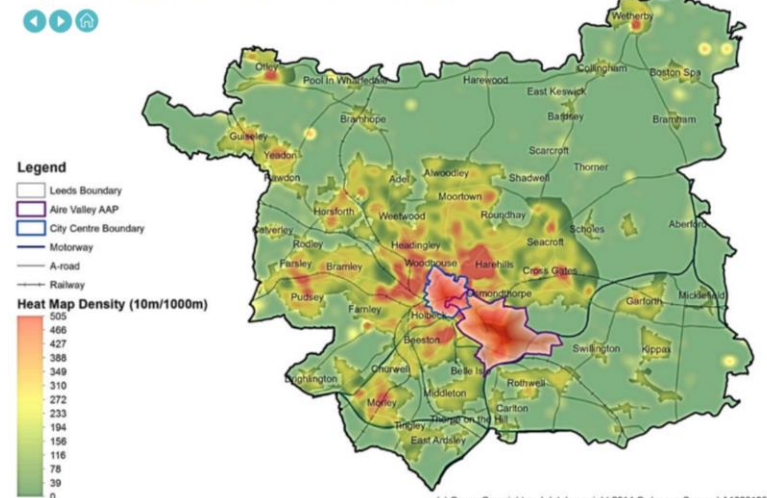 Wetherby
Otley
Pool in Wharfedale
Harewood
Collingham
Boston Spa
East Keswick
Bardsey
Bramhope
Bramham
Guiseley
Yeadon
Scarcroft
Thorner
Rawdon
Adel
Alwoodley
Shadwell
Moortown
Horsforth
Weetwood
Roundhay
Calverley
Scholes
Aberford
Rodley
Headingley
Seacroft
Farsley
Bramley
Woodhouse
Harehills
Cross Gates
Pudsey
Osmondthorpe
Garforth
Micklefield
Farnley
Holbeck
Beeston
Swillington
Kippax
Churwell
Belle Isle
Drighlington
Rothwell
Middleton
Morley
Carlton
Thorpe on the Hill
Tingley
East Ardsley
Legend
Leeds Boundary
Aire Valley AAP
City Centre Boundary
Motorway
A-road
Railway
Heat Map Density (10m/1000m)
505
466
427
388
349
310
272
233
194
156
116
78
39
0